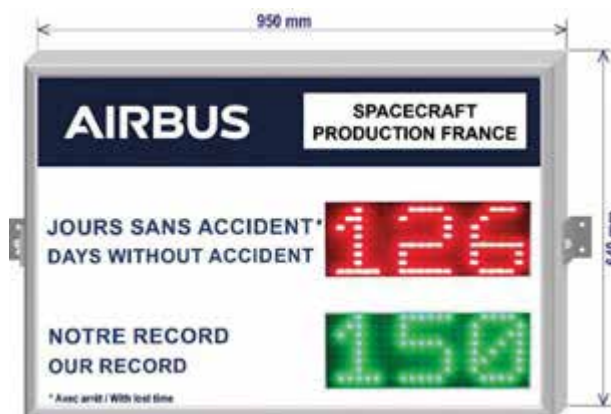 950 mm
AIRBUS
SPACECRAFT
PRODUCTION FRANCE
JOURS SANS ACCIDENT*
DAYS WITHOUT ACCIDENT
126
NOTRE RECORD
OUR RECORD
150
* Avec arrêt / With lost time
mm